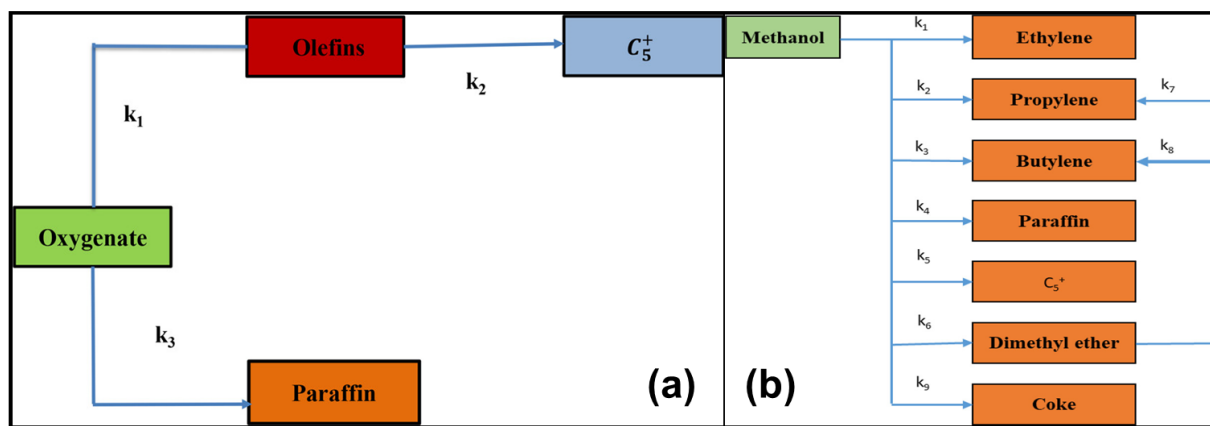 Olefins
C₅⁺
k₂
k₁
Oxygenate
k₃
Paraffin
(a)
Methanol
k₁
Ethylene
k₂
Propylene
k₇
k₃
Butylene
k₈
k₄
Paraffin
k₅
C₅⁺
k₆
Dimethyl ether
k₉
Coke
(b)